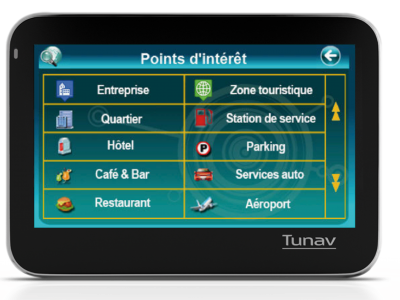 Points d'intérêt
Entreprise
Zone touristique
Quartier
Station de service
Hôtel
P
Parking
Café & Bar
Services auto
Restaurant
Aéroport
Tunav